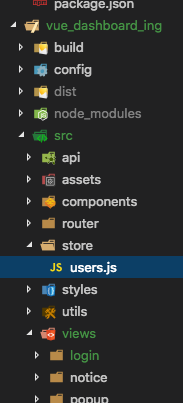 package.json
vue_dashboard_ing
build
config
dist
node_modules
src
api
assets
components
router
store
JS users.js
styles
utils
views
login
notice
popup